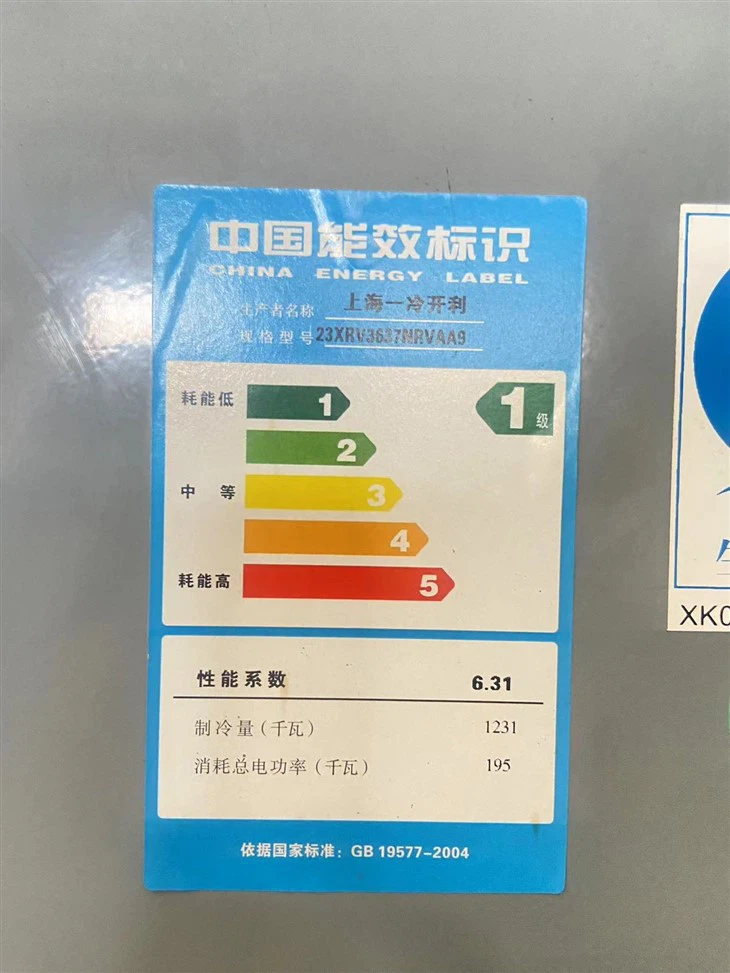 中国能效标识
CHINA ENERGY LABEL
生产者名称 上海一冷开利
规格型号 23XRV3637NRVAA9
耗能低 1 1级
2
中等 3
4
耗能高 5
性能系数 6.31
制冷量(千瓦) 1231
消耗总电功率(千瓦) 195
依据国家标准: GB 19577-2004
XK0